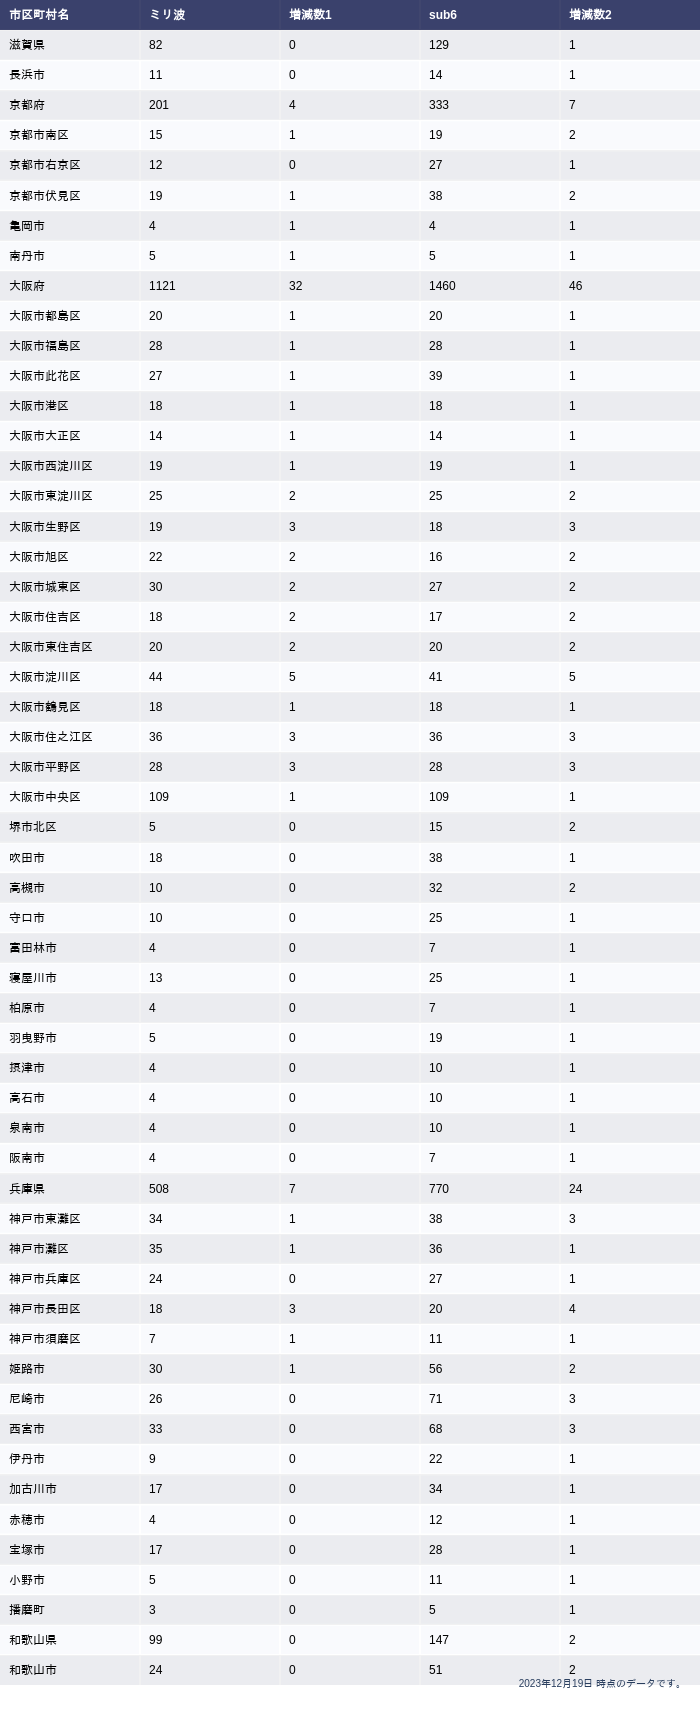 市区町村名 ミリ波 増減数1 sub6 増減数2
滋賀県 82 0 129 1
長浜市 11 0 14 1
京都府 201 4 333 7
京都市南区 15 1 19 2
京都市右京区 12 0 27 1
京都市伏見区 19 1 38 2
亀岡市 4 1 4 1
南丹市 5 1 5 1
大阪府 1121 32 1460 46
大阪市都島区 20 1 20 1
大阪市福島区 28 1 28 1
大阪市此花区 27 1 39 1
大阪市港区 18 1 18 1
大阪市大正区 14 1 14 1
大阪市西淀川区 19 1 19 1
大阪市東淀川区 25 2 25 2
大阪市生野区 19 3 18 3
大阪市旭区 22 2 16 2
大阪市城東区 30 2 27 2
大阪市住吉区 18 2 17 2
大阪市東住吉区 20 2 20 2
大阪市淀川区 44 5 41 5
大阪市鶴見区 18 1 18 1
大阪市住之江区 36 3 36 3
大阪市平野区 28 3 28 3
大阪市中央区 109 1 109 1
堺市北区 5 0 15 2
吹田市 18 0 38 1
高槻市 10 0 32 2
守口市 10 0 25 1
富田林市 4 0 7 1
寝屋川市 13 0 25 1
柏原市 4 0 7 1
羽曳野市 5 0 19 1
摂津市 4 0 10 1
高石市 4 0 10 1
泉南市 4 0 10 1
阪南市 4 0 7 1
兵庫県 508 7 770 24
神戸市東灘区 34 1 38 3
神戸市灘区 35 1 36 1
神戸市兵庫区 24 0 27 1
神戸市長田区 18 3 20 4
神戸市須磨区 7 1 11 1
姫路市 30 1 56 2
尼崎市 26 0 71 3
西宮市 33 0 68 3
伊丹市 9 0 22 1
加古川市 17 0 34 1
赤穂市 4 0 12 1
宝塚市 17 0 28 1
小野市 5 0 11 1
播磨町 3 0 5 1
和歌山県 99 0 147 2
和歌山市 24 0 51 2
2023年12月19日 時点のデータです。